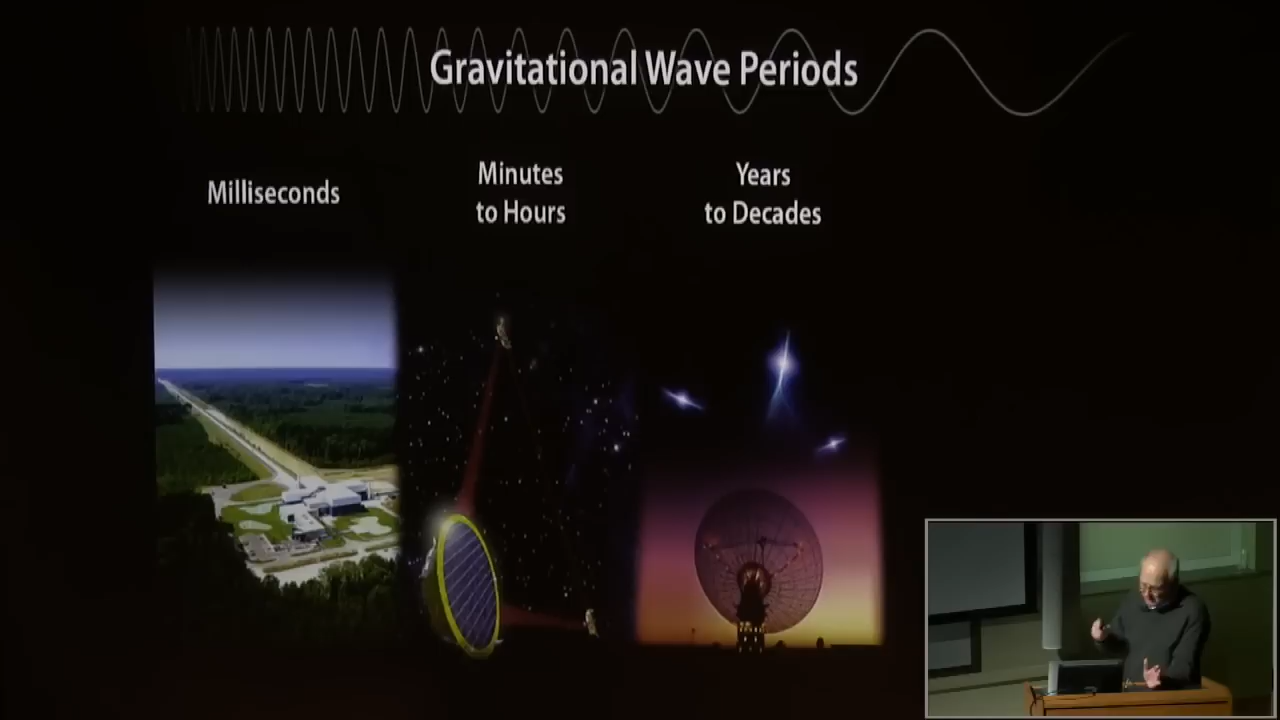 Gravitational Wave Periods
Milliseconds
Minutes
to Hours
Years
to Decades